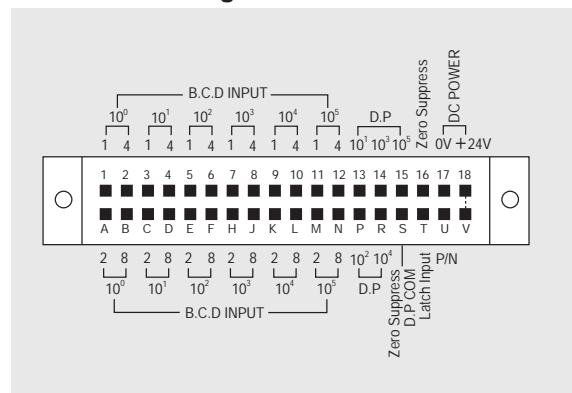 B.C.D INPUT
10⁰ 10¹ 10² 10³ 10⁴ 10⁵ D.P Zero Suppress DC POWER
1 4 1 4 1 4 1 4 1 4 1 4 10¹ 10³ 10⁵ 0V +24V
1 2 3 4 5 6 7 8 9 10 11 12 13 14 15 16 17 18
A B C D E F H J K L M N P R S T U V
2 8 2 8 2 8 2 8 2 8 2 8 10² 10⁴ Zero Suppress D.P COM Latch Input P/N
10⁰ 10¹ 10² 10³ 10⁴ 10⁵ D.P
B.C.D INPUT